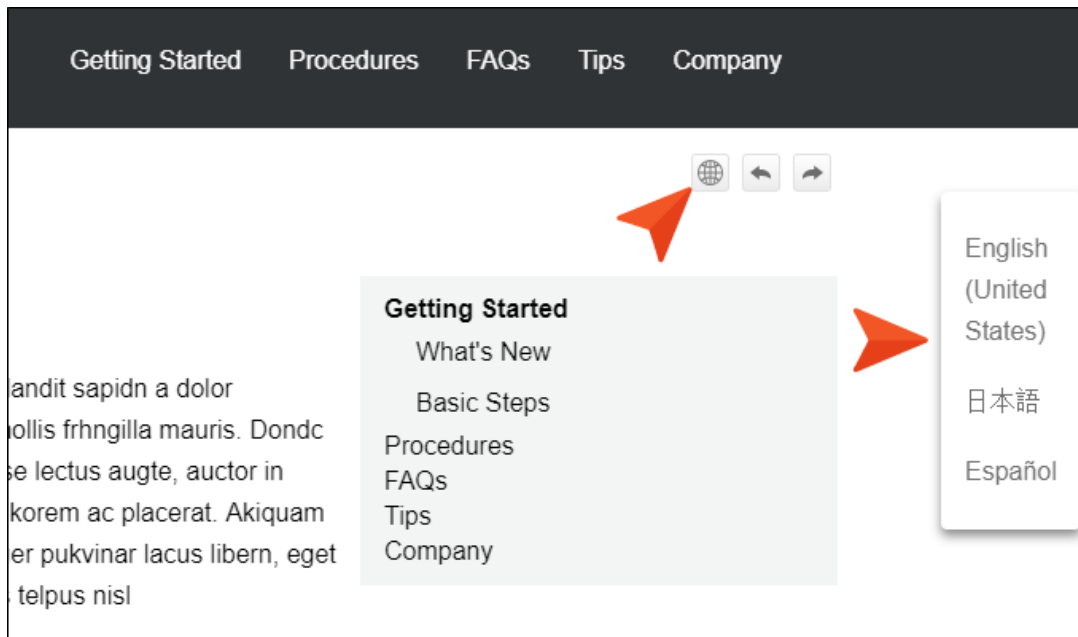 Getting Started Procedures FAQs Tips Company
Getting Started
What's New
Basic Steps
Procedures
FAQs
Tips
Company
andit sapidn a dolor
ollis frhngilla mauris. Dondc
se lectus augte, auctor in
korem ac placerat. Akiquam
er pukvinar lacus libern, eget
telpus nisl
English
(United
States)
日本語
Español